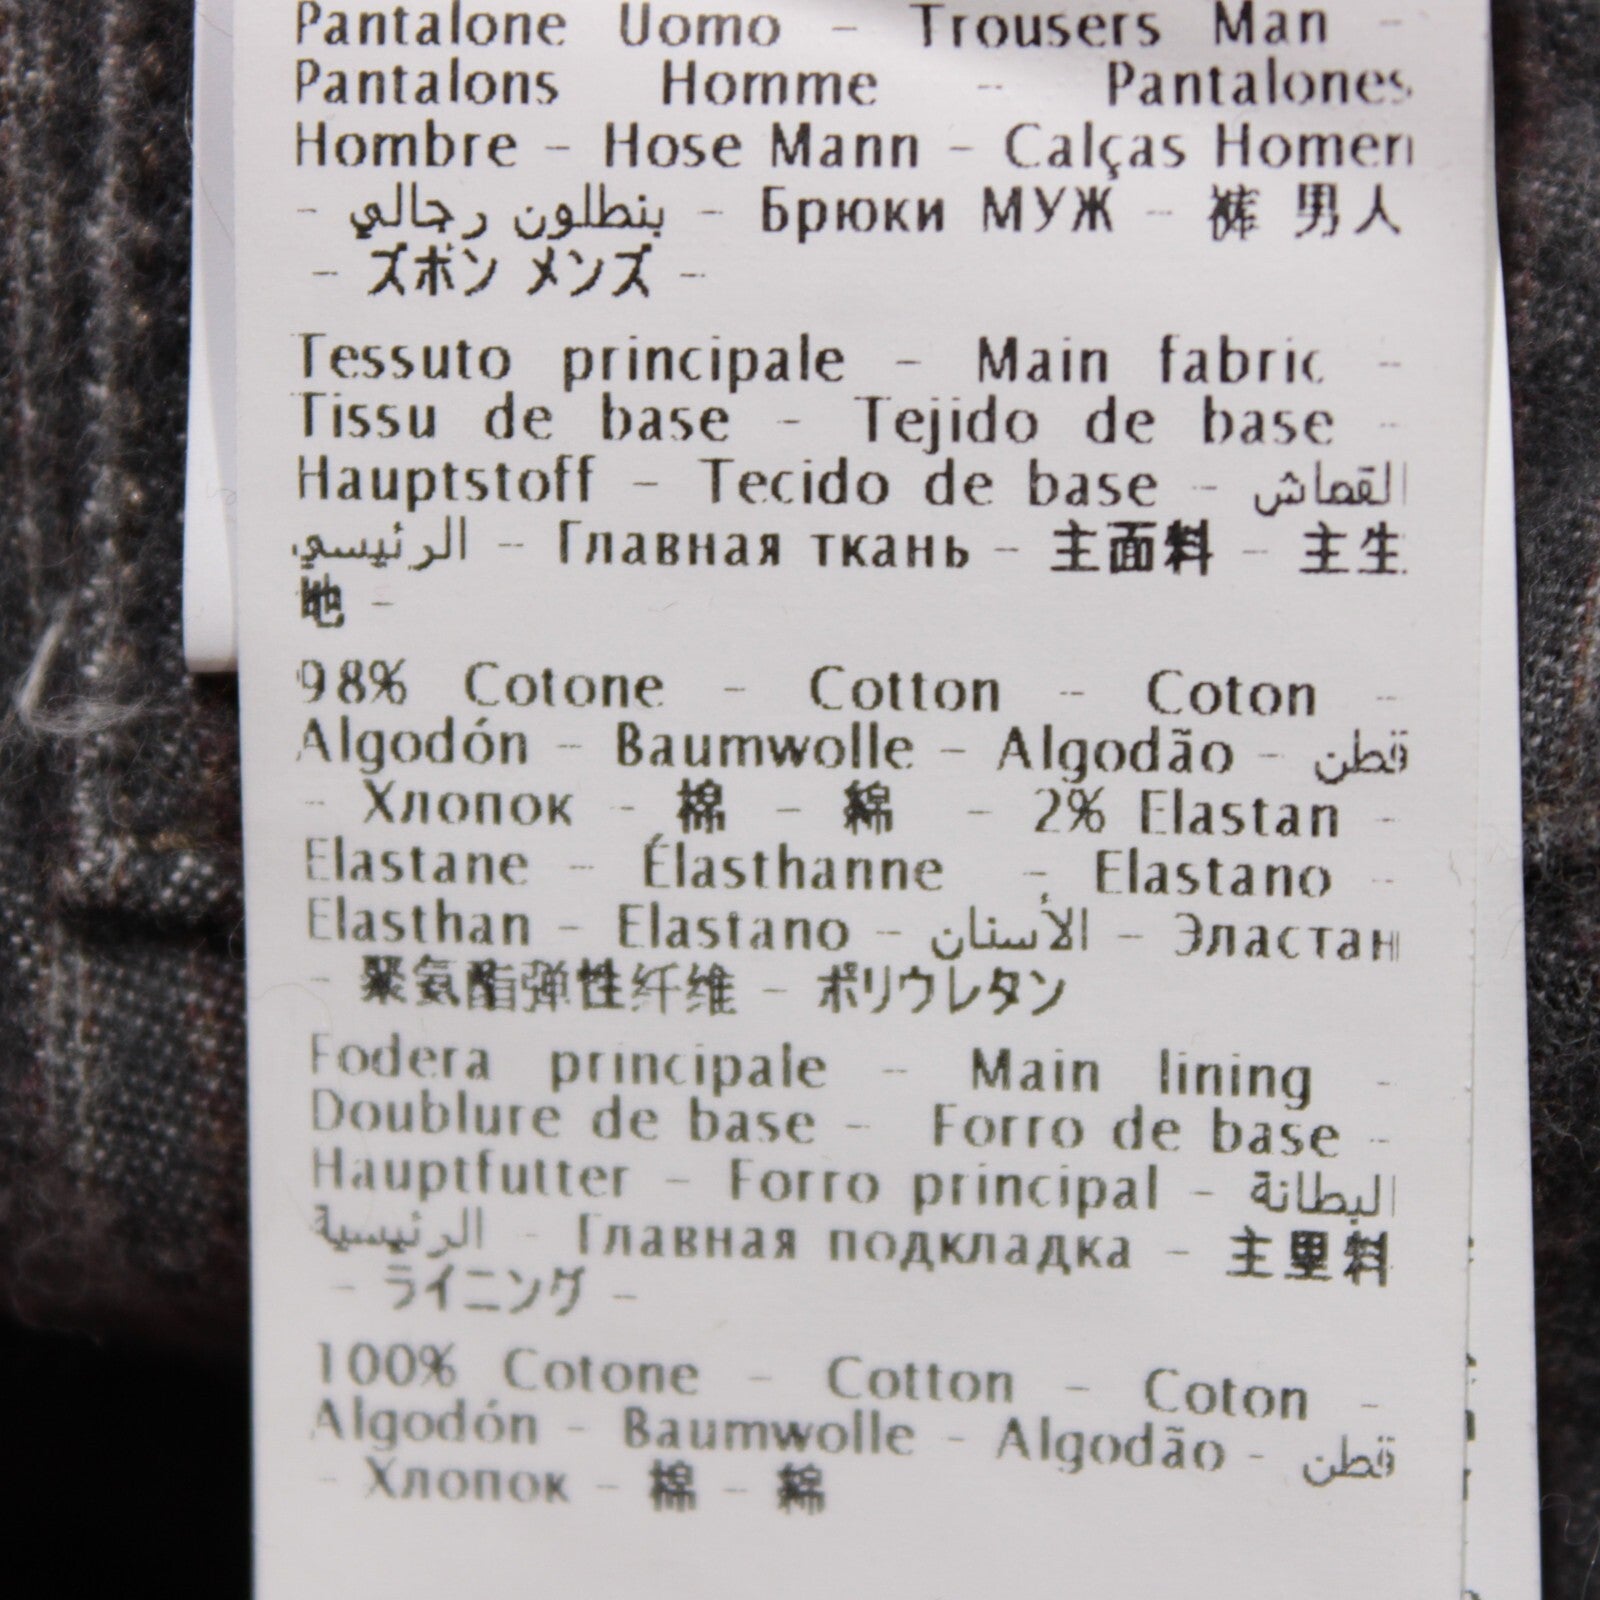 Pantalone Uomo - Trousers Man -
Pantalons Homme - Pantalones
Hombre - Hose Mann - Calças Homem
- بنطلون رجالي - Брюки МУЖ - 裤 男人
- ズボン メンズ -
Tessuto principale - Main fabric -
Tissu de base - Tejido de base -
Hauptstoff - Tecido de base - القماش
الرئيسي - Главная ткань - 主面料 - 主生
地 -
98% Cotone - Cotton - Coton -
Algodón - Baumwolle - Algodão - قطن
- Хлопок - 棉 - 綿 - 2% Elastan -
Elastane - Élasthanne - Elastano -
Elasthan - Elastano - الأستان - Эластан
- 聚氨酯弹性纤维 - ポリウレタン
Fodera principale - Main lining -
Doublure de base - Forro de base -
Hauptfutter - Forro principal - البطانة
الرئيسية - Главная подкладка - 主里料
- ライニング -
100% Cotone - Cotton - Coton -
Algodón - Baumwolle - Algodão - قطن
- Хлопок - 棉 - 綿